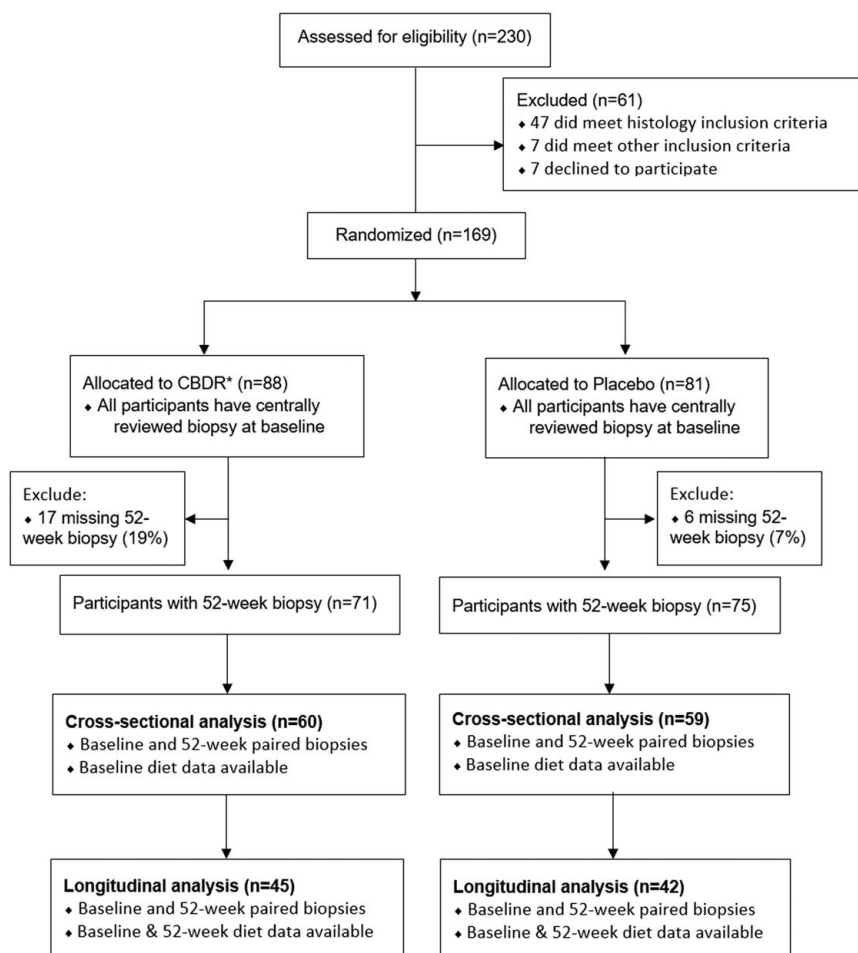 Assessed for eligibility (n=230)
Excluded (n=61)
⬥ 47 did meet histology inclusion criteria
⬥ 7 did meet other inclusion criteria
⬥ 7 declined to participate
Randomized (n=169)
Allocated to CBDR* (n=88)
⬥ All participants have centrally
reviewed biopsy at baseline
Allocated to Placebo (n=81)
⬥ All participants have centrally
reviewed biopsy at baseline
Exclude:
⬥ 17 missing 52-
week biopsy (19%)
Exclude:
⬥ 6 missing 52-
week biopsy (7%)
Participants with 52-week biopsy (n=71)
Participants with 52-week biopsy (n=75)
Cross-sectional analysis (n=60)
⬥ Baseline and 52-week paired biopsies
⬥ Baseline diet data available
Cross-sectional analysis (n=59)
⬥ Baseline and 52-week paired biopsies
⬥ Baseline diet data available
Longitudinal analysis (n=45)
⬥ Baseline and 52-week paired biopsies
⬥ Baseline & 52-week diet data available
Longitudinal analysis (n=42)
⬥ Baseline and 52-week paired biopsies
⬥ Baseline & 52-week diet data available